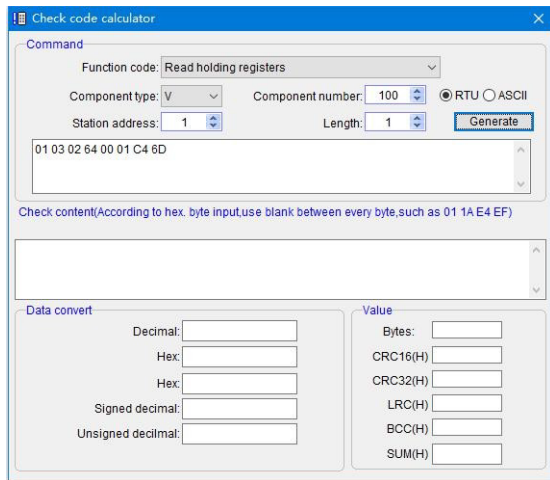 Check code calculator
Command
Function code: Read holding registers
Component type: V Component number: 100 RTU ASCII
Station address: 1 Length: 1 Generate
01 03 02 64 00 01 C4 6D
Check content(According to hex. byte input,use blank between every byte,such as 01 1A E4 EF)
Data convert
Decimal:
Hex:
Hex:
Signed decimal:
Unsigned decilmal:
Value
Bytes:
CRC16(H)
CRC32(H)
LRC(H)
BCC(H)
SUM(H)